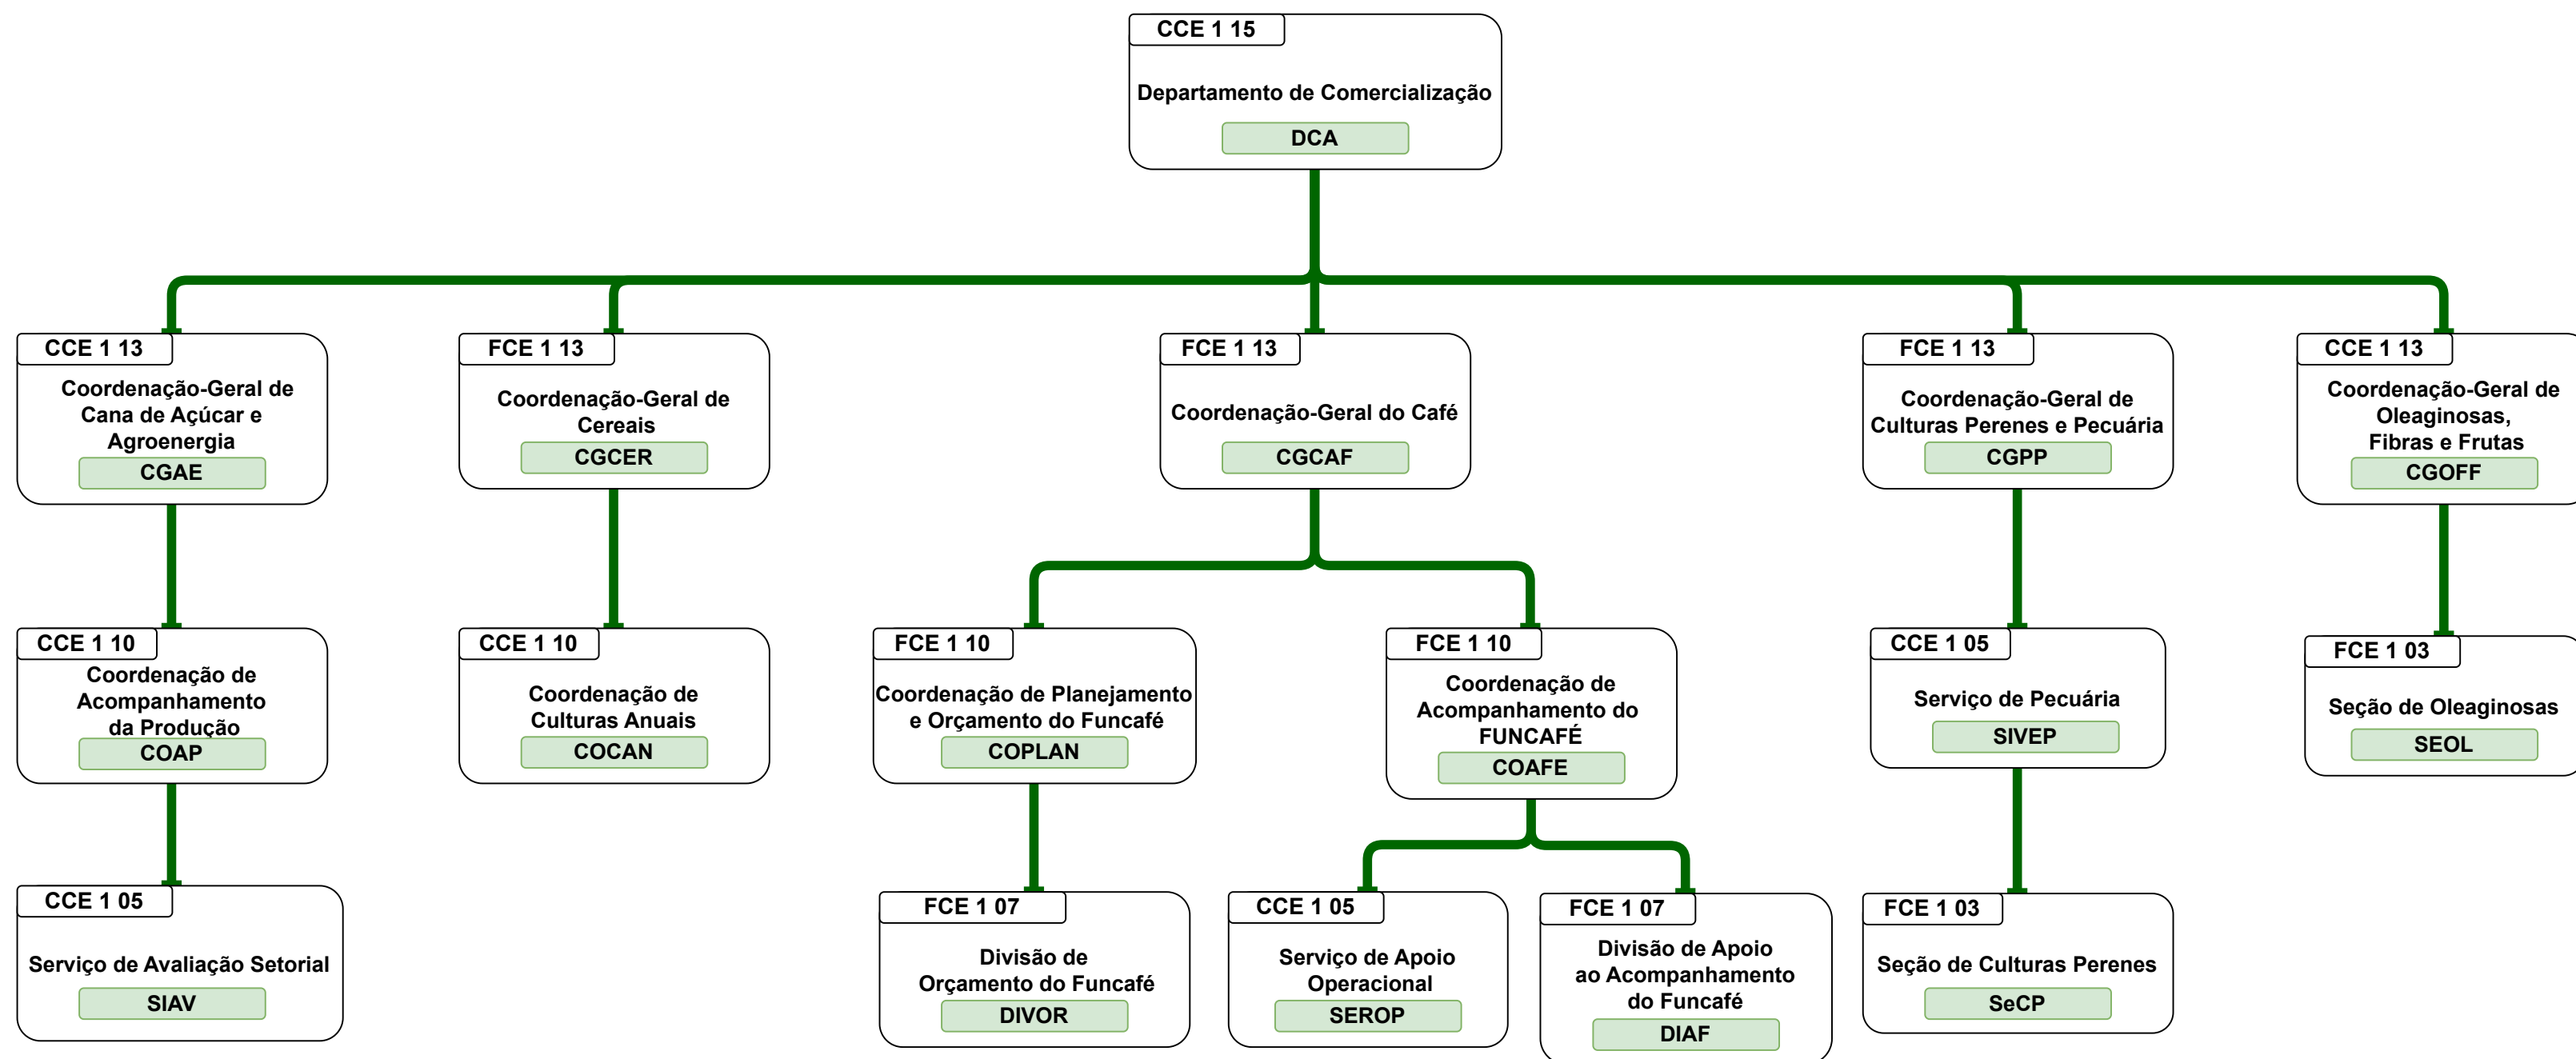 CCE 1 15
Departamento de Comercialização
DCA
CCE 1 13
Coordenação-Geral de
Cana de Açúcar e
Agroenergia
CGAE
FCE 1 13
Coordenação-Geral de
Cereais
CGCER
FCE 1 13
Coordenação-Geral do Café
CGCAF
FCE 1 13
Coordenação-Geral de
Culturas Perenes e Pecuária
CGPP
CCE 1 13
Coordenação-Geral de
Oleaginosas,
Fibras e Frutas
CGOFF
CCE 1 10
Coordenação de
Acompanhamento
da Produção
COAP
CCE 1 10
Coordenação de
Culturas Anuais
COCAN
FCE 1 10
Coordenação de Planejamento
e Orçamento do Funcafé
COPLAN
FCE 1 10
Coordenação de
Acompanhamento do
FUNCAFÉ
COAFE
CCE 1 05
Serviço de Pecuária
SIVEP
FCE 1 03
Seção de Oleaginosas
SEOL
CCE 1 05
Serviço de Avaliação Setorial
SIAV
FCE 1 07
Divisão de
Orçamento do Funcafé
DIVOR
CCE 1 05
Serviço de Apoio
Operacional
SEROP
FCE 1 07
Divisão de Apoio
ao Acompanhamento
do Funcafé
DIAF
FCE 1 03
Seção de Culturas Perenes
SeCP